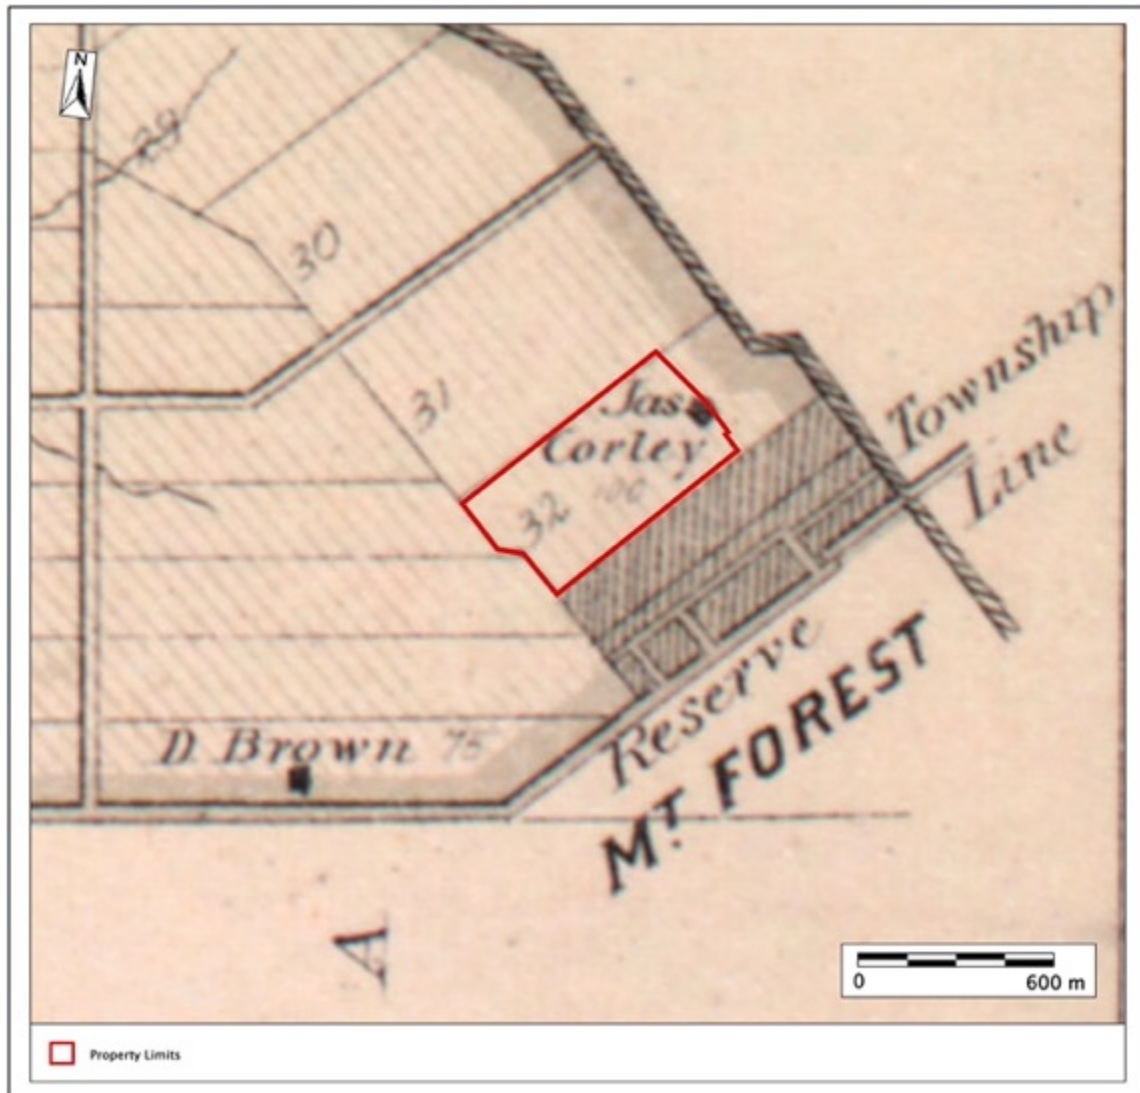 N
29
30
31
Jas
Corley
32 100
Township
Line
Reserve
MT. FOREST
D. Brown 75
A
0 600 m
Property Limits